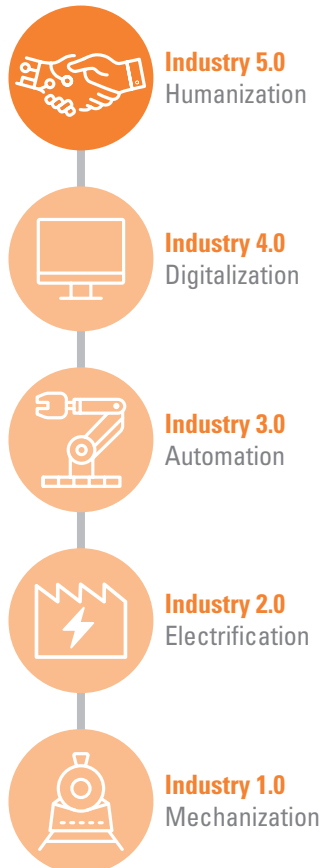 Industry 5.0
Humanization
Industry 4.0
Digitalization
Industry 3.0
Automation
Industry 2.0
Electrification
Industry 1.0
Mechanization